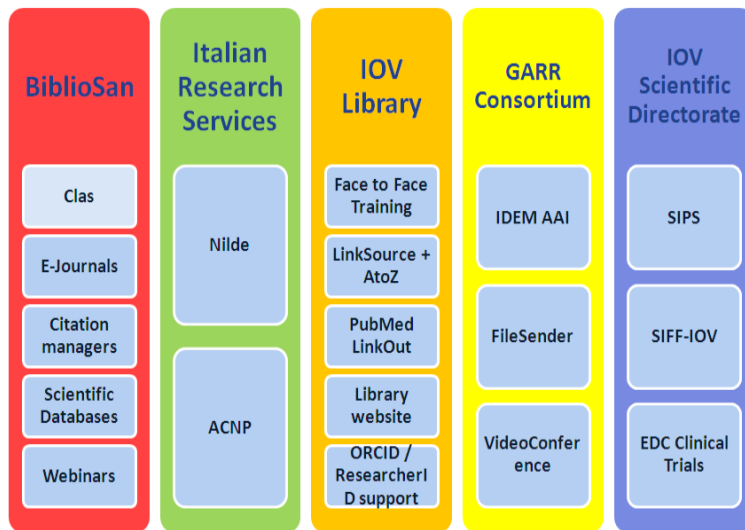 BiblioSan
Clas
E-Journals
Citation
managers
Scientific
Databases
Webinars
Italian
Research
Services
Nilde
ACNP
IOV
Library
Face to Face
Training
LinkSource +
AtoZ
PubMed
LinkOut
Library
website
ORCID /
ResearcherI
D support
GARR
Consortium
IDEM AAI
FileSender
VideoConfer
ence
IOV
Scientific
Directorate
SIPS
SIFF-IOV
EDC Clinical
Trials